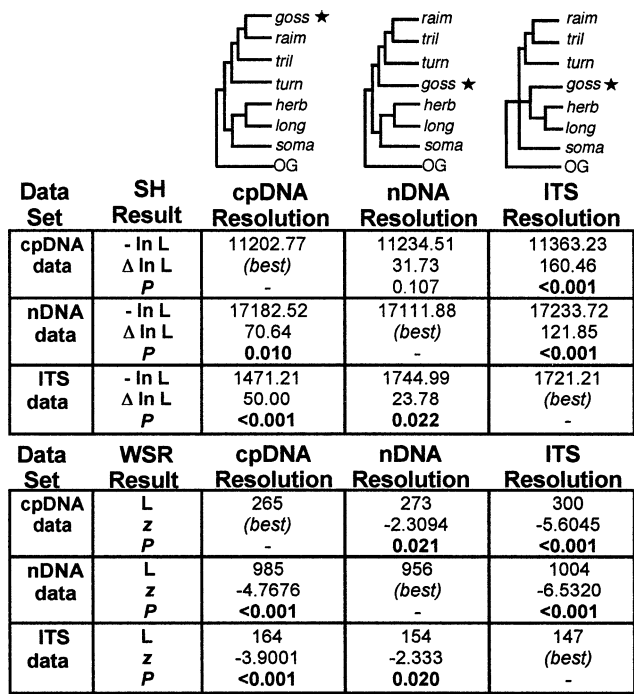 goss ★ raim raim
raim tril tril
tril turn turn
turn goss ★ goss ★
herb herb herb
long long long
soma soma soma
OG OG OG
Data Set SH Result cpDNA Resolution nDNA Resolution ITS Resolution
cpDNA data - ln L 11202.77 11234.51 11363.23
Δ ln L (best) 31.73 160.46
P - 0.107 <0.001
nDNA data - ln L 17182.52 17111.88 17233.72
Δ ln L 70.64 (best) 121.85
P 0.010 - <0.001
ITS data - ln L 1471.21 1744.99 1721.21
Δ ln L 50.00 23.78 (best)
P <0.001 0.022 -
Data Set WSR Result cpDNA Resolution nDNA Resolution ITS Resolution
cpDNA data L 265 273 300
z (best) -2.3094 -5.6045
P - 0.021 <0.001
nDNA data L 985 956 1004
z -4.7676 (best) -6.5320
P <0.001 - <0.001
ITS data L 164 154 147
z -3.9001 -2.333 (best)
P <0.001 0.020 -